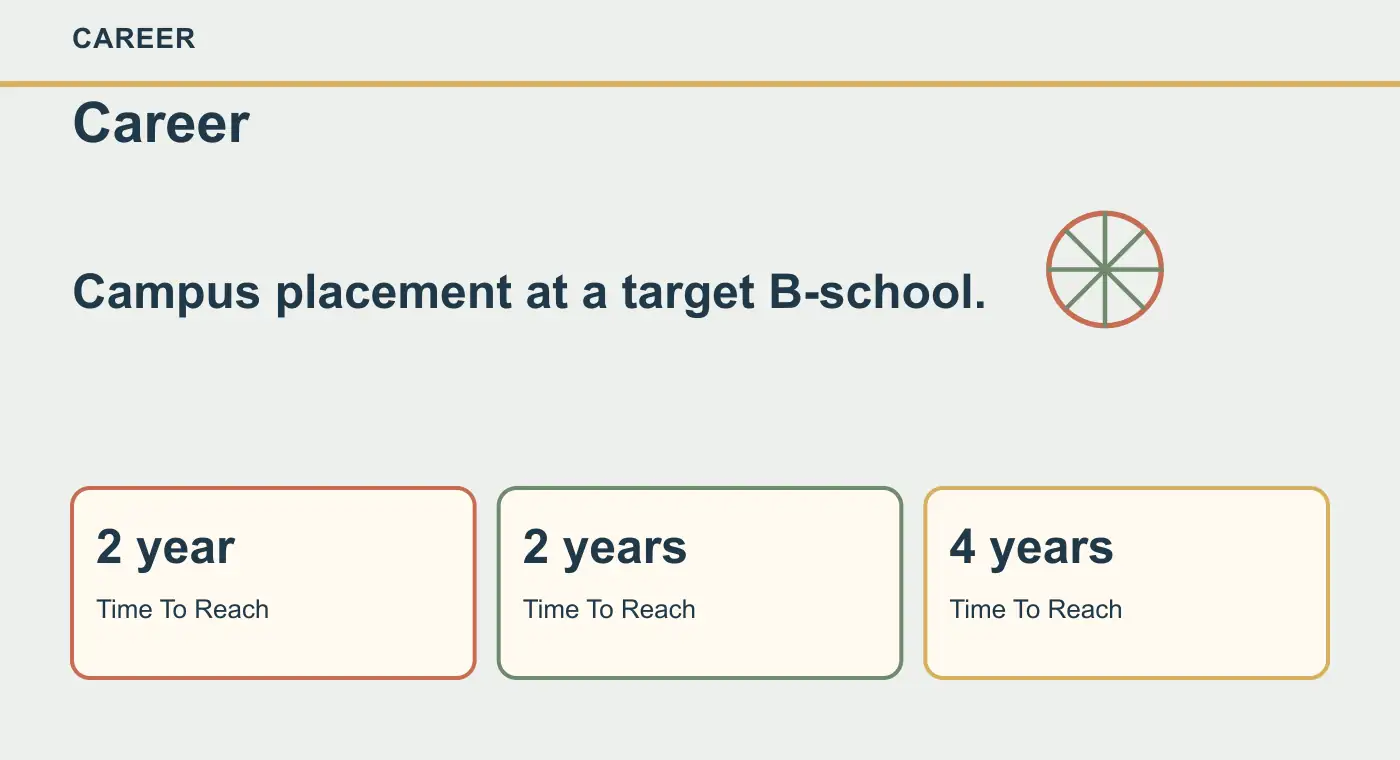 CAREER
Career
Campus placement at a target B-school.
2 year
Time To Reach
2 years
Time To Reach
4 years
Time To Reach